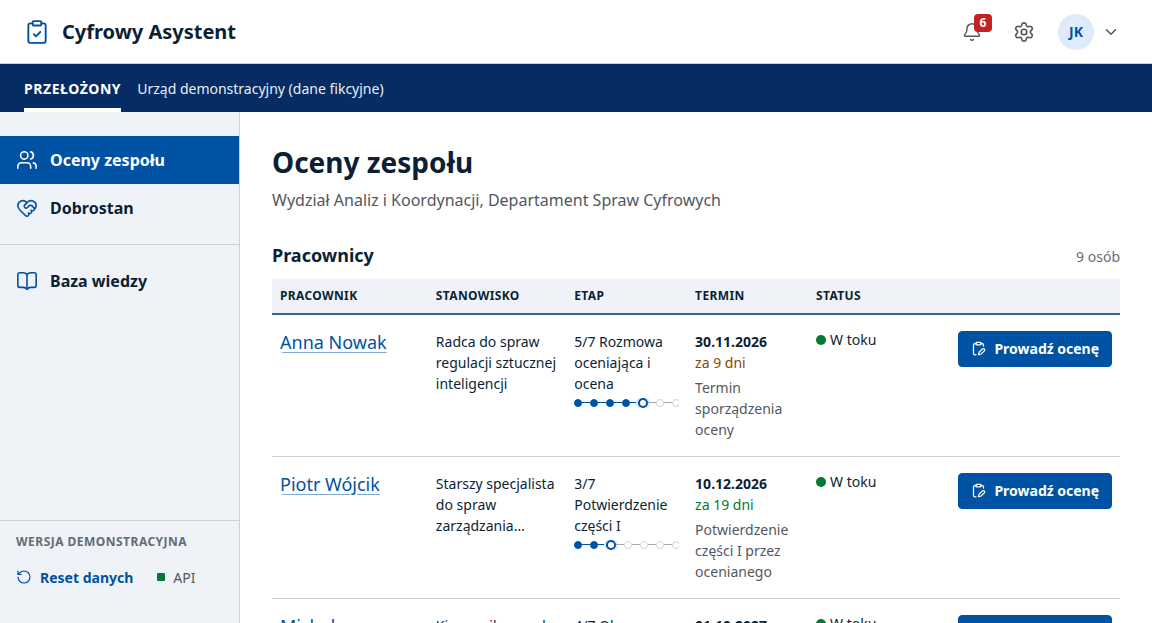 Cyfrowy Asystent
6
JK
PRZEŁOŻONY
Urząd demonstracyjny (dane fikcyjne)
Oceny zespołu
Dobrostan
Baza wiedzy
WERSJA DEMONSTRACYJNA
Reset danych
API
Oceny zespołu
Wydział Analiz i Koordynacji, Departament Spraw Cyfrowych
Pracownicy
9 osób
PRACOWNIK
STANOWISKO
ETAP
TERMIN
STATUS
Anna Nowak
Radca do spraw
regulacji sztucznej
inteligencji
5/7 Rozmowa
oceniająca i
ocena
30.11.2026
za 9 dni
Termin
sporządzenia
oceny
W toku
Prowadź ocenę
Piotr Wójcik
Starszy specjalista
do spraw
zarządzania...
3/7
Potwierdzenie
części I
10.12.2026
za 19 dni
Potwierdzenie
części I przez
ocenianego
W toku
Prowadź ocenę
W toku